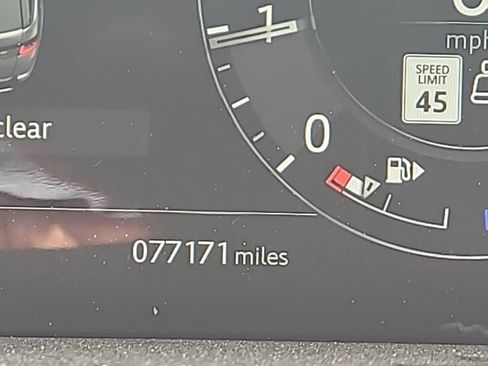 1
mph
SPEED
LIMIT
45
clear
0
077171 miles